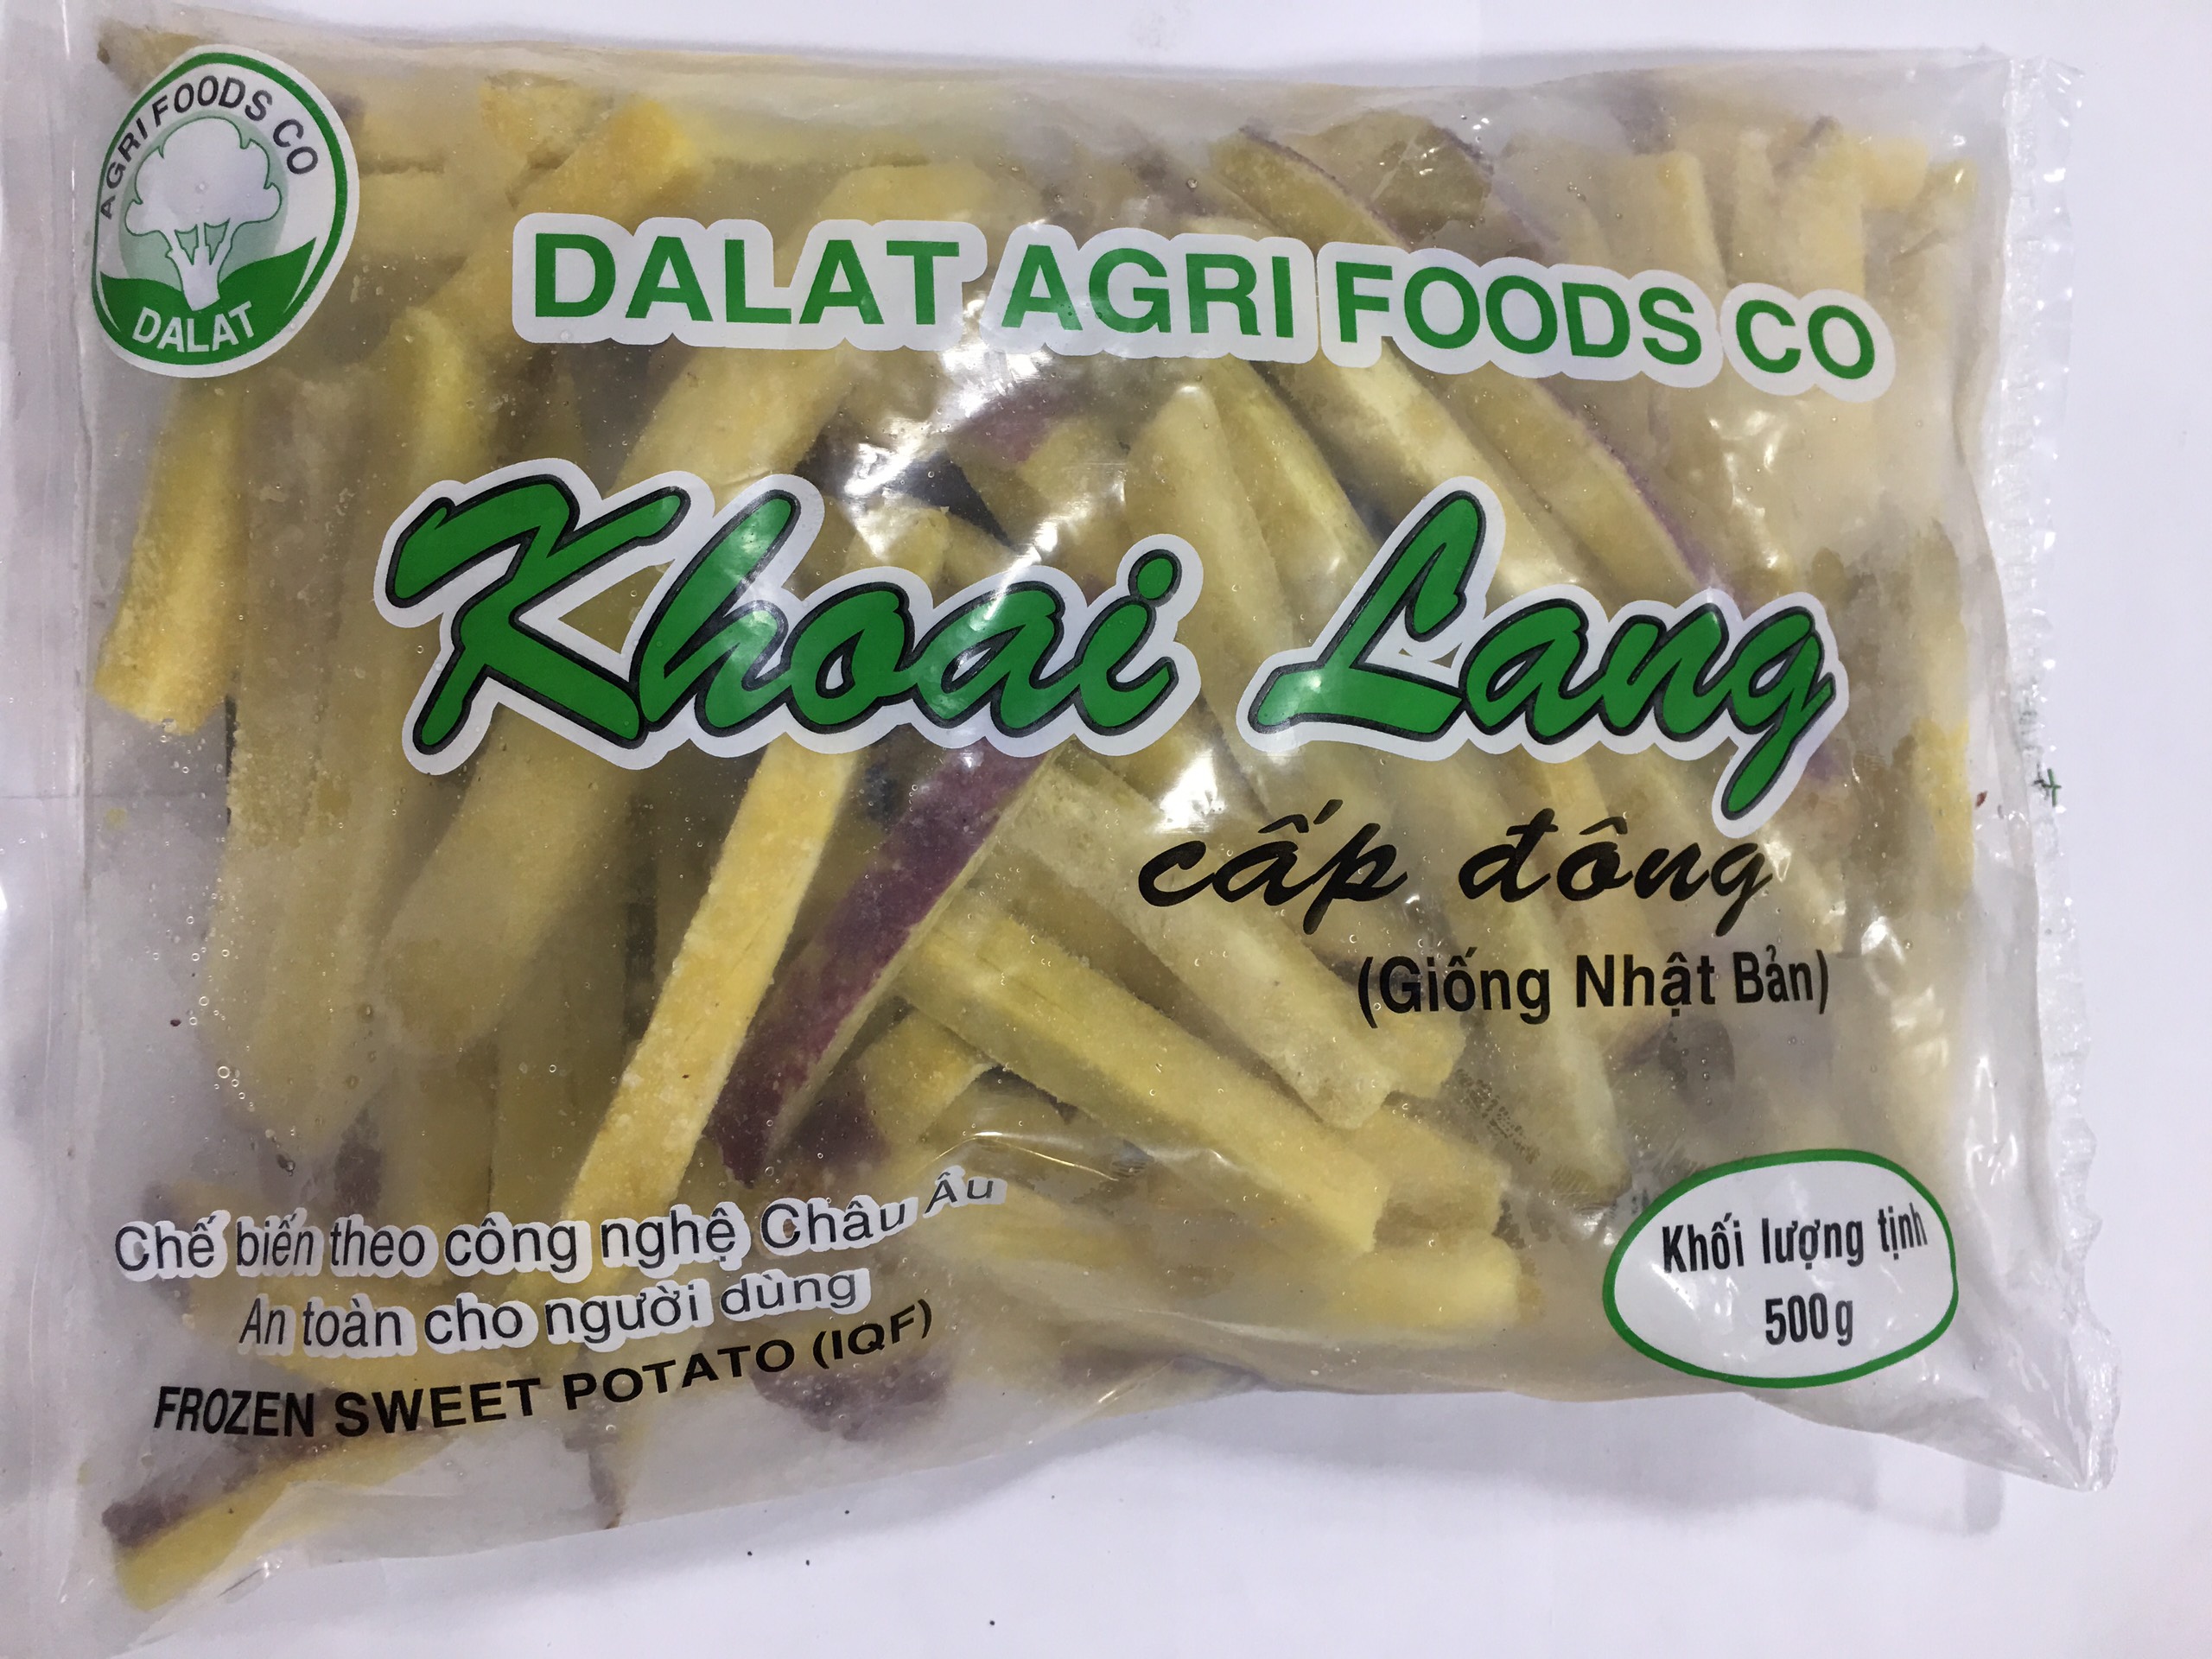 AGRI FOODS CO
DALAT
DALAT AGRI FOODS CO
Khoai Lang
cấp đông
(Giống Nhật Bản)
Chế biến theo công nghệ Châu Âu
An toàn cho người dùng
FROZEN SWEET POTATO (IQF)
Khối lượng tịnh
500g